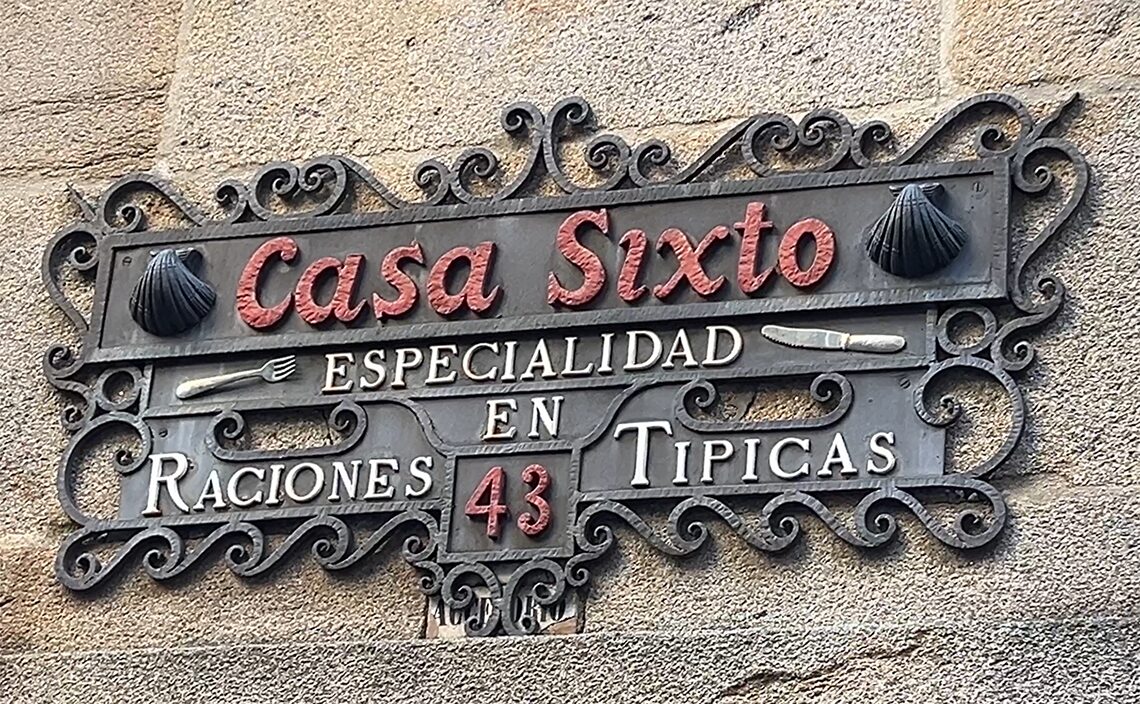 Casa Sixto
ESPECIALIDAD
EN
RACIONES TIPICAS
43